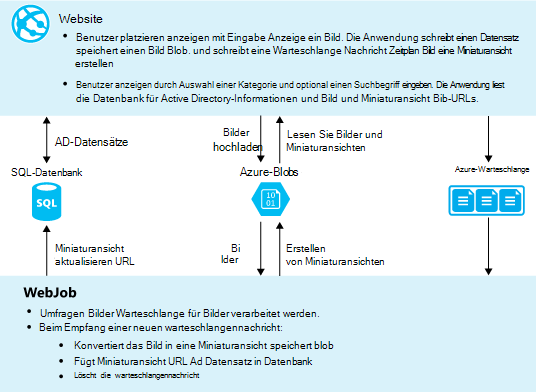 Website
Benutzer platzieren anzeigen mit Eingabe Anzeige ein Bild. Die Anwendung schreibt einen Datensatz
speichert einen Bild Blob. und schreibt eine Warteschlange Nachricht Zeitplan Bild eine Miniaturansicht
erstellen
Benutzer anzeigen durch Auswahl einer Kategorie und optional einen Suchbegriff eingeben. Die Anwendung liest
die Datenbank für Active Directory-Informationen und Bild und Miniaturansicht Bib-URLs.
AD-Datensätze
Bilder
hochladen
Lesen Sie Bilder und
Miniaturansichten
SQL-Datenbank
Azure-Blobs
Azure-Warteschlange
SQL
10
01
Miniaturansicht
aktualisieren URL
Bi
lder
Erstellen
von Miniaturansichten
WebJob
Umfragen Bilder Warteschlange für Bilder verarbeitet werden.
Beim Empfang einer neuen warteschlangennachricht:
Konvertiert das Bild in eine Miniaturansicht speichert blob
Fügt Miniaturansicht URL Ad Datensatz in Datenbank
Löscht die warteschlangennachricht